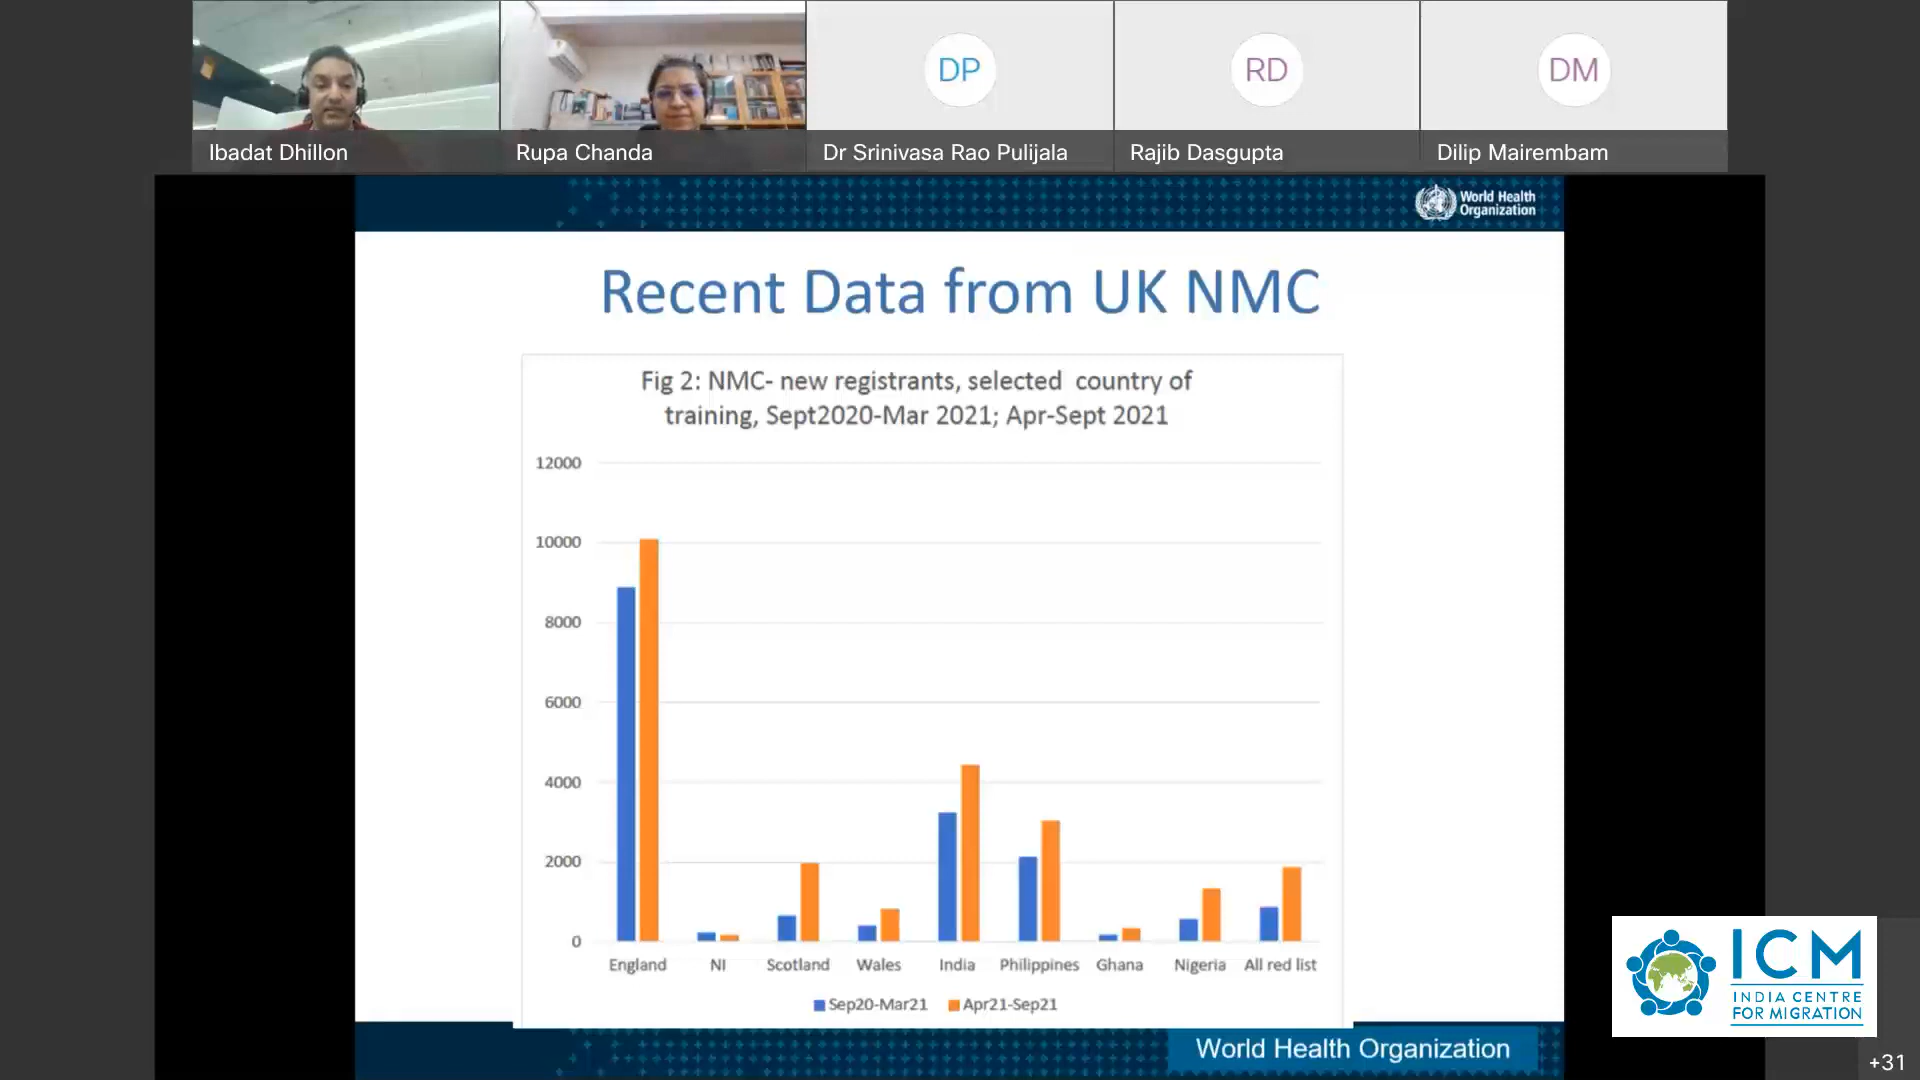 DP
RD
DM
Ibadat Dhillon
Rupa Chanda
Dr Srinivasa Rao Pulijala
Rajib Dasgupta
Dilip Mairembam
World Health
Organization
Recent Data from UK NMC
Fig 2: NMC- new registrants, selected country of
training, Sept2020-Mar 2021; Apr-Sept 2021
12000
10000
8000
6000
4000
2000
0
England NI Scotland Wales India Philippines Ghana Nigeria All red list
Sep20-Mar21 Apr21-Sep21
World Health Organization
ICM
INDIA CENTRE
FOR MIGRATION
+31